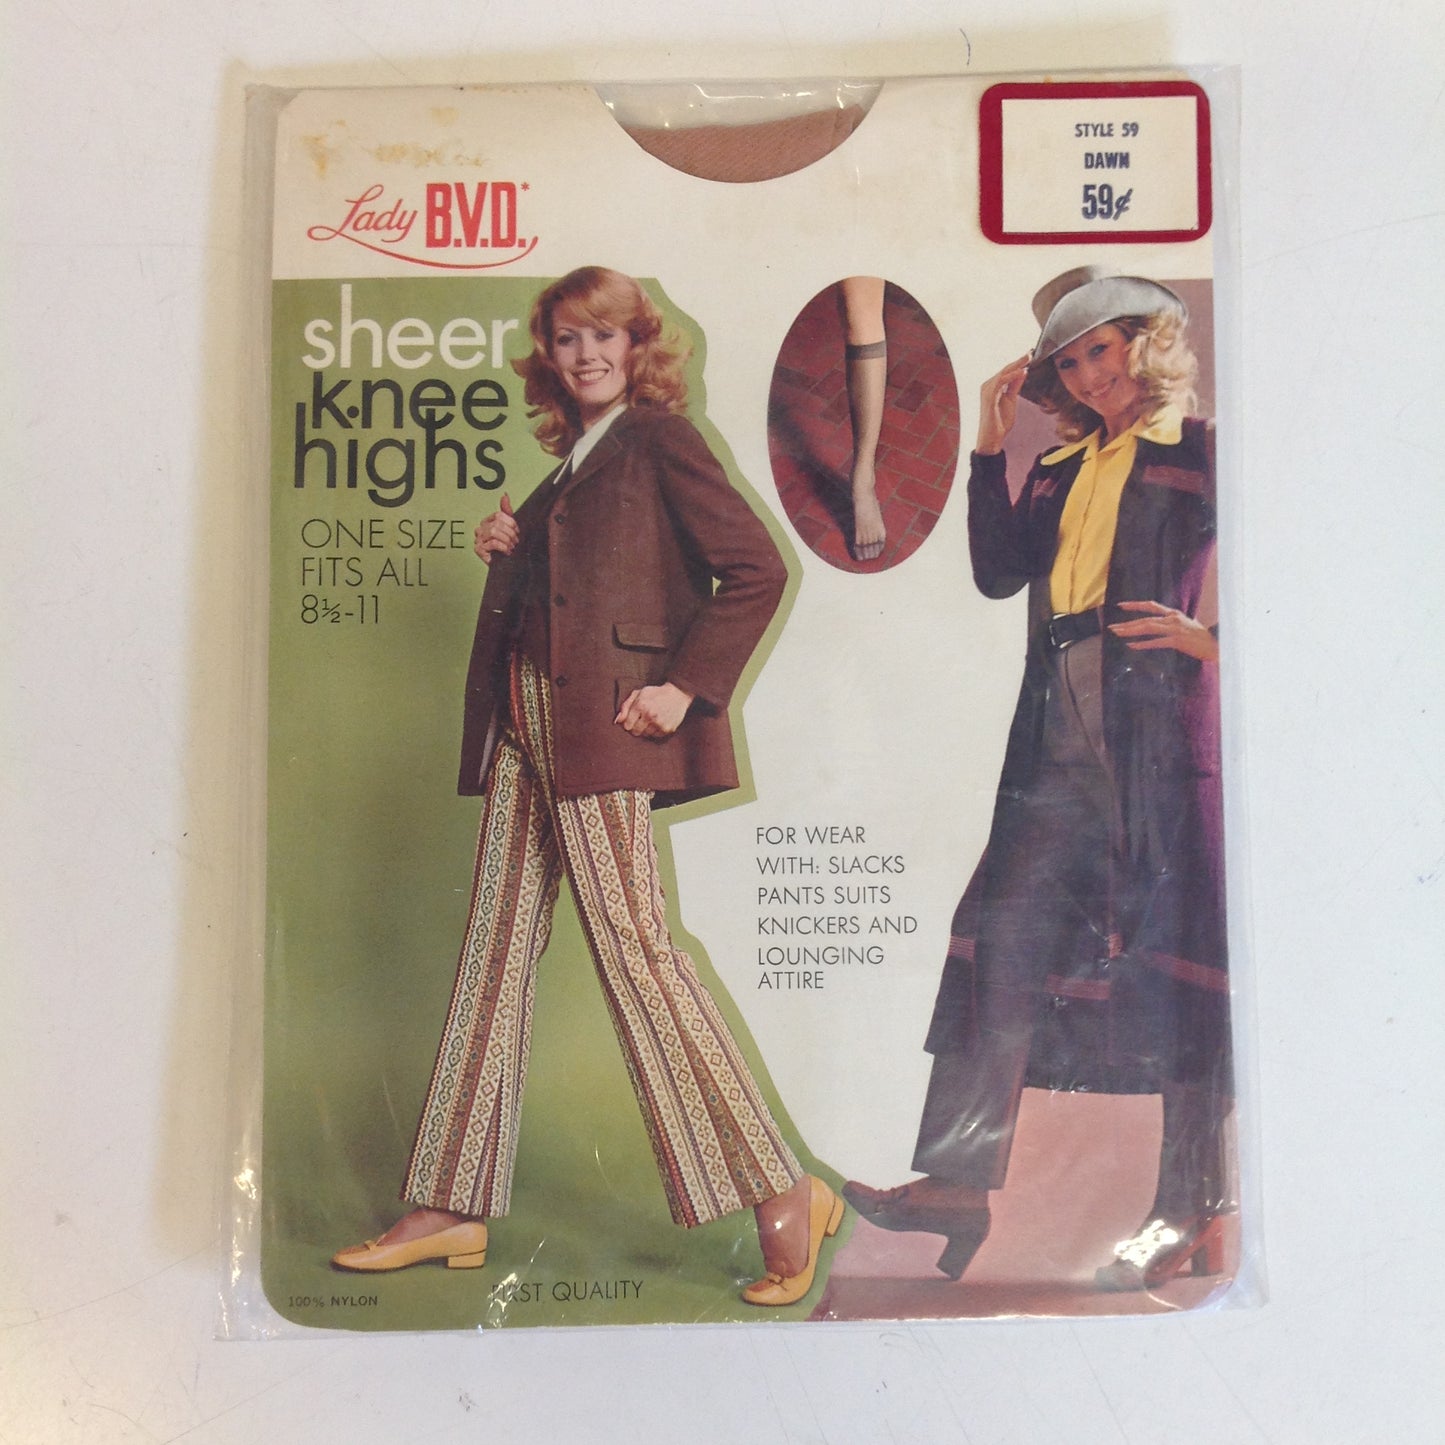 STYLE 59
DAWN
59¢
Lady B.V.D.*
sheer
knee
highs
ONE SIZE
FITS ALL
8½-11
FOR WEAR
WITH: SLACKS
PANTS SUITS
KNICKERS AND
LOUNGING
ATTIRE
100% NYLON
FIRST QUALITY